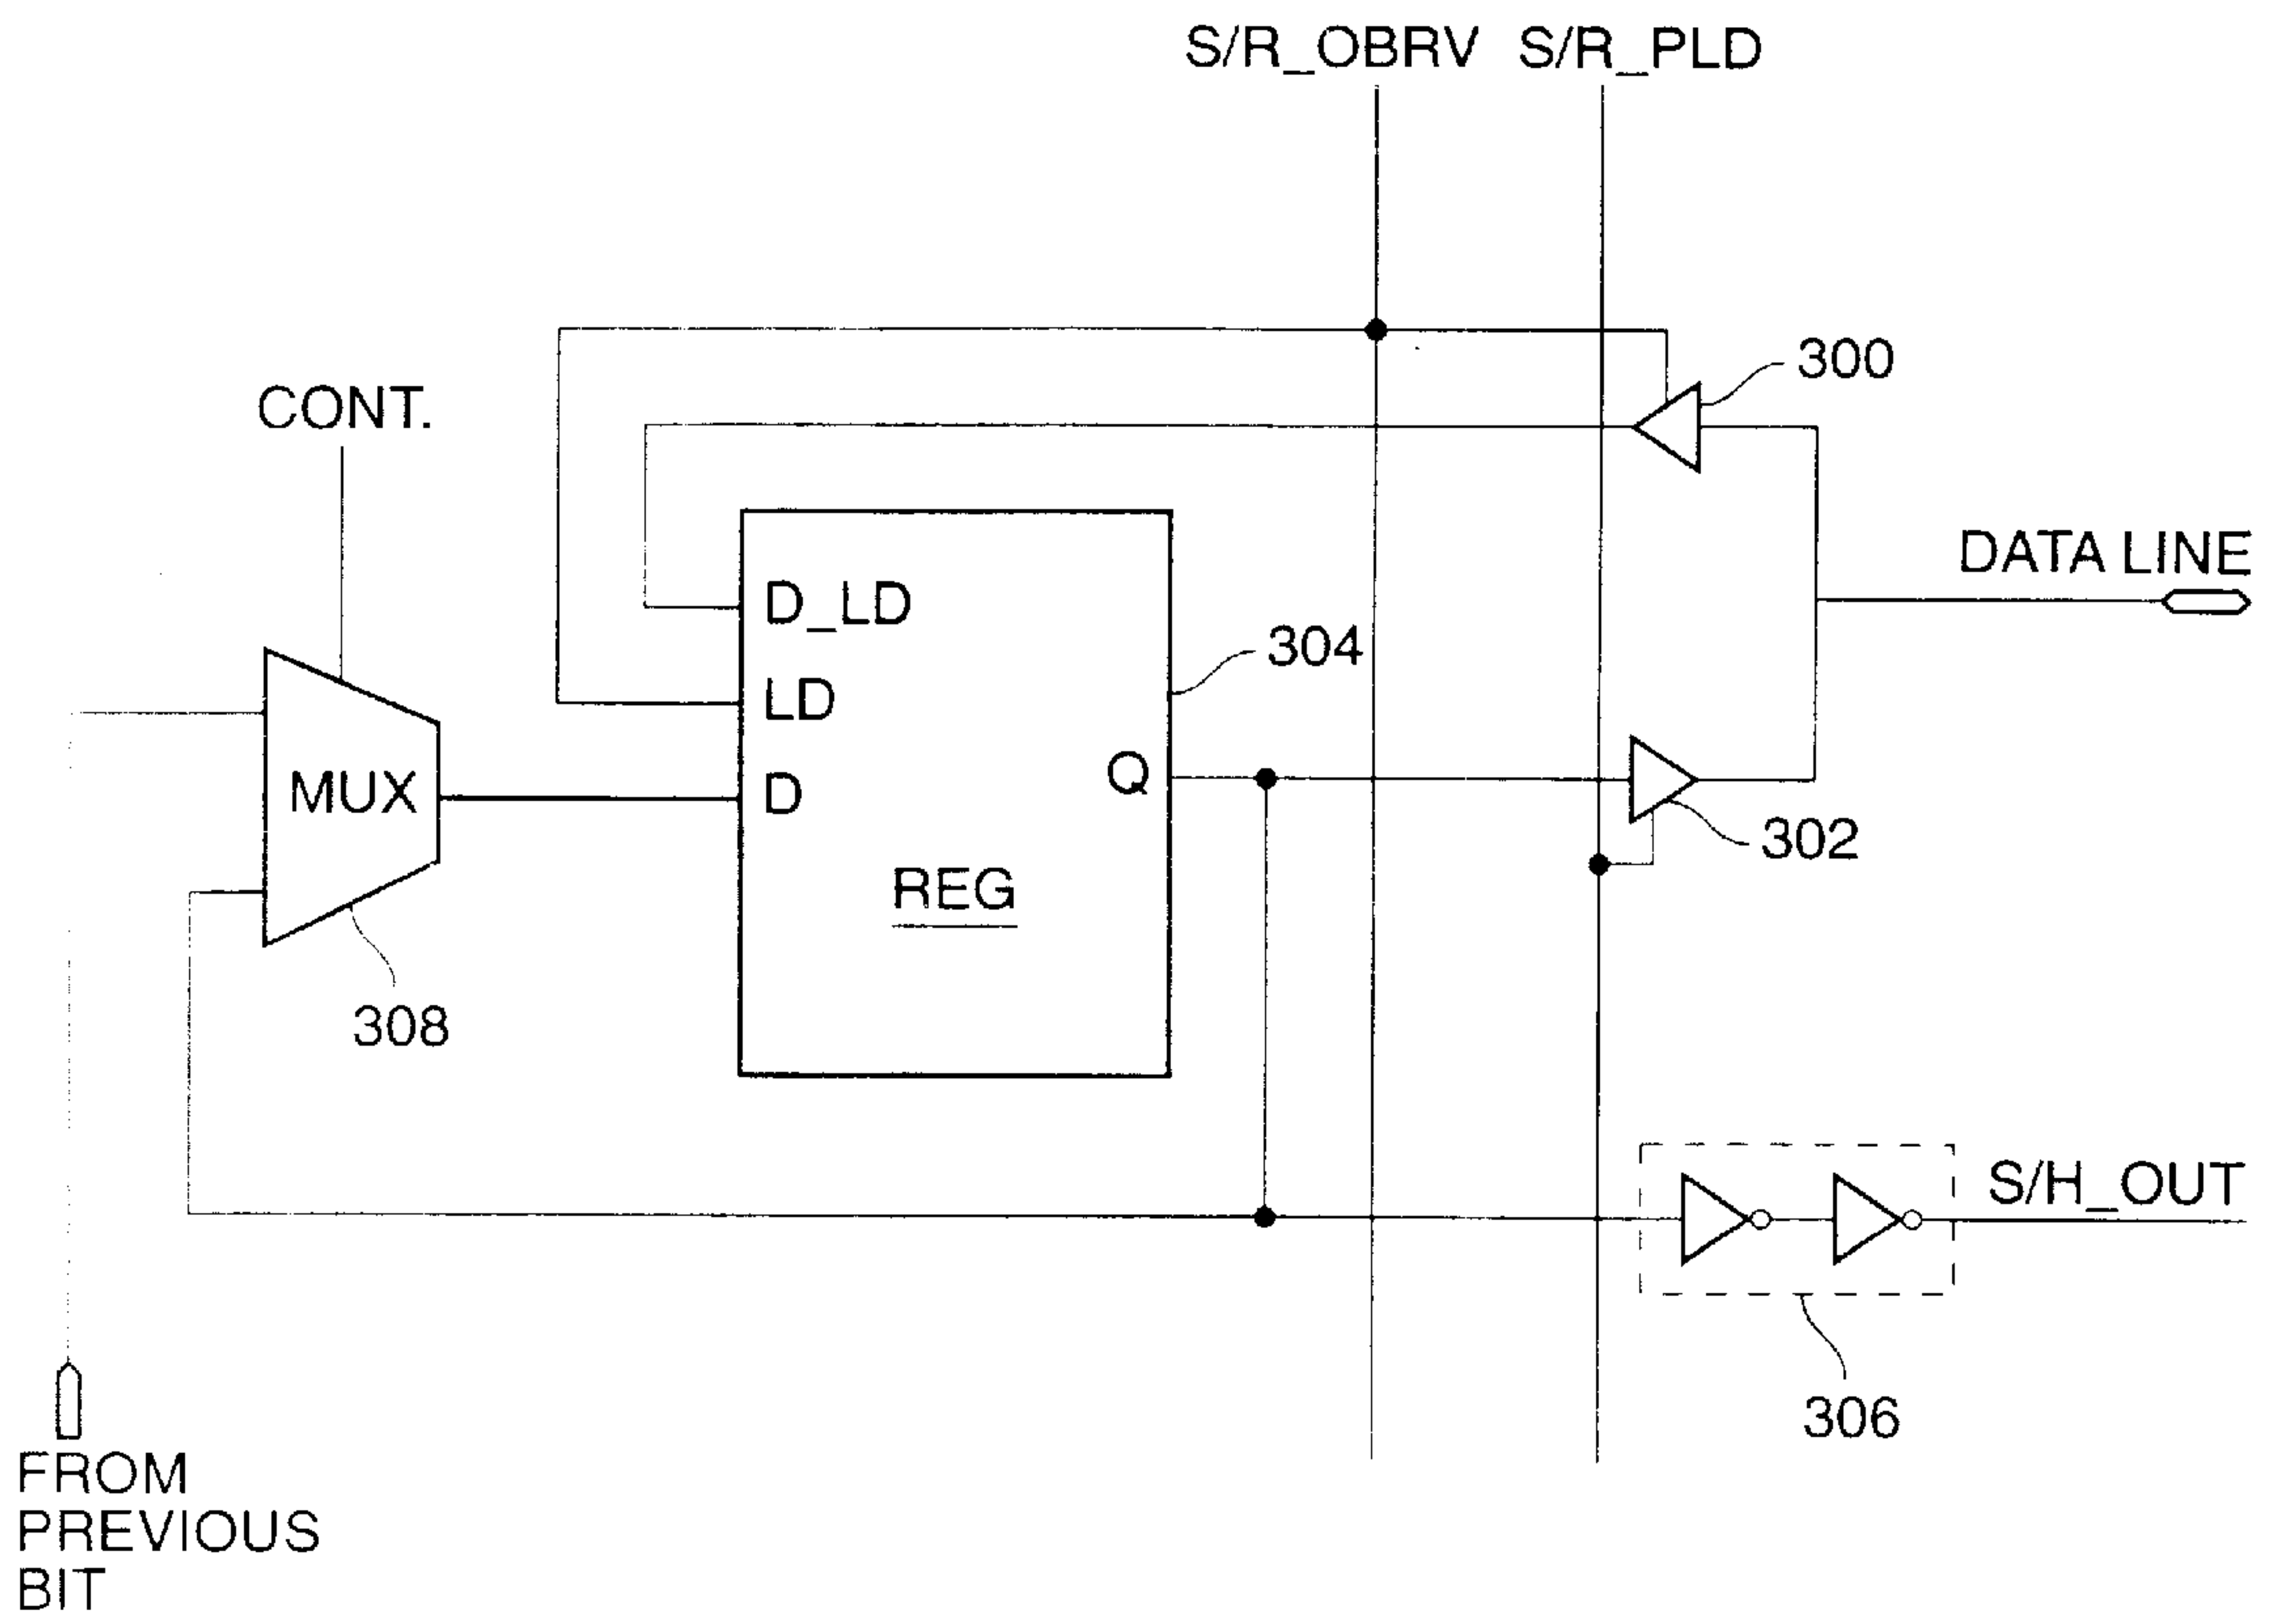 S/R_OBRV S/R_PLD
300
CONT.
DATA LINE
D_LD
304
LD
Q
MUX
D
302
REG
308
S/H_OUT
306
FROM
PREVIOUS
BIT